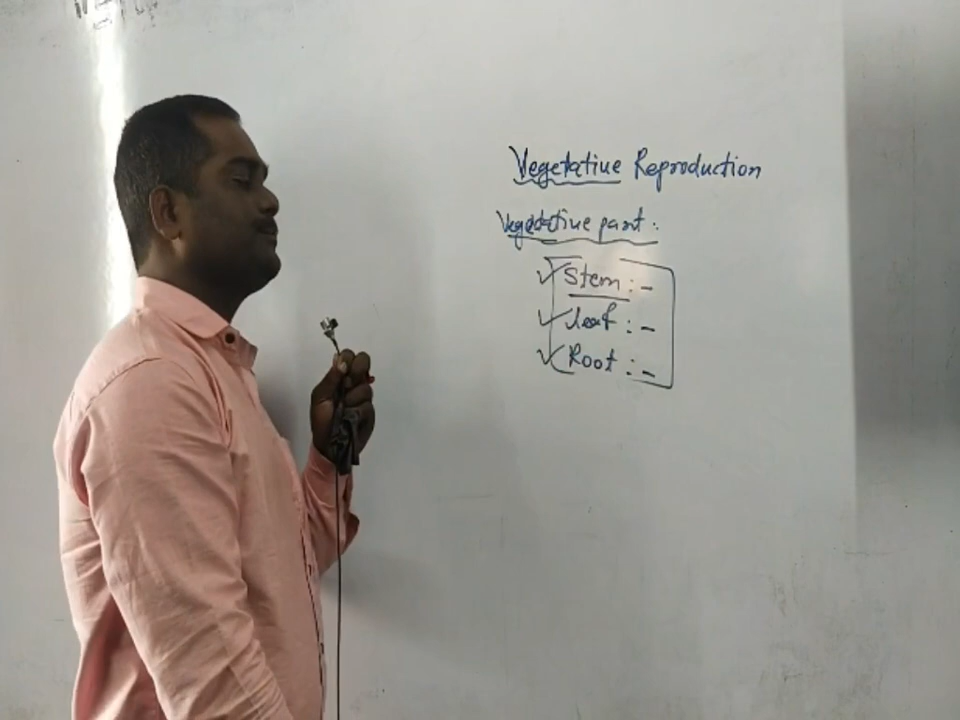 Vegetative Reproduction
Vegetative part :
Stem : -
leaf : -
Root : -